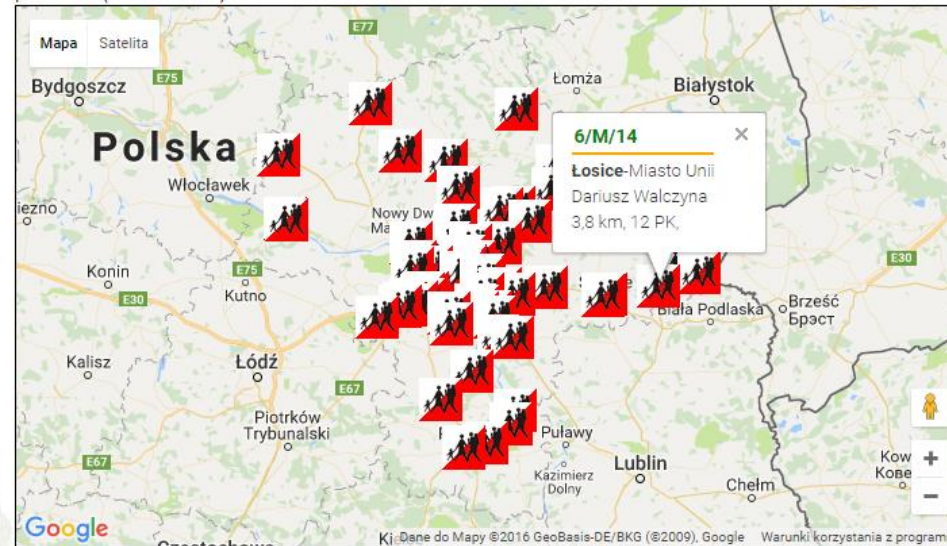 Mapa Satelita
E77
Łomża
Białystok
Bydgoszcz
E75
6/M/14
Łosice-Miasto Unii
Dariusz Walczyna
3,8 km, 12 PK,
Polska
Włocławek
Nowy Dw
Ma
Konin
E75
E30
Kutno
E30
Biała Podlaska
Brześć
Брэст
Kalisz
Łódź
E67
Piotrków
Trybunalski
Puławy
E67
Lublin
Kazimierz
Dolny
Chełm
Kow
Кове
Google
Dane do Mapy ©2016 GeoBasis-DE/BKG (©2009), Google Warunki korzystania z program